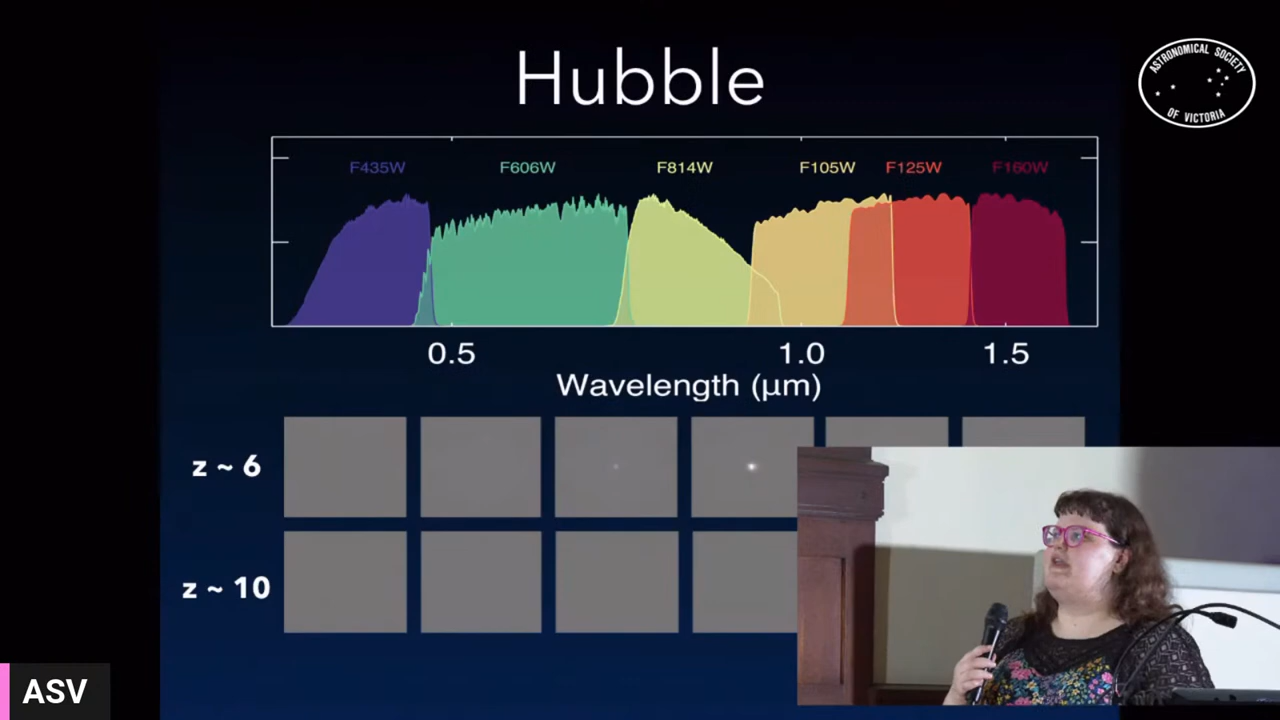 Hubble
ASTRONOMICAL SOCIETY
OF VICTORIA
F435W F606W F814W F105W F125W F160W
0.5 1.0 1.5
Wavelength (μm)
z ~ 6
z ~ 10
ASV